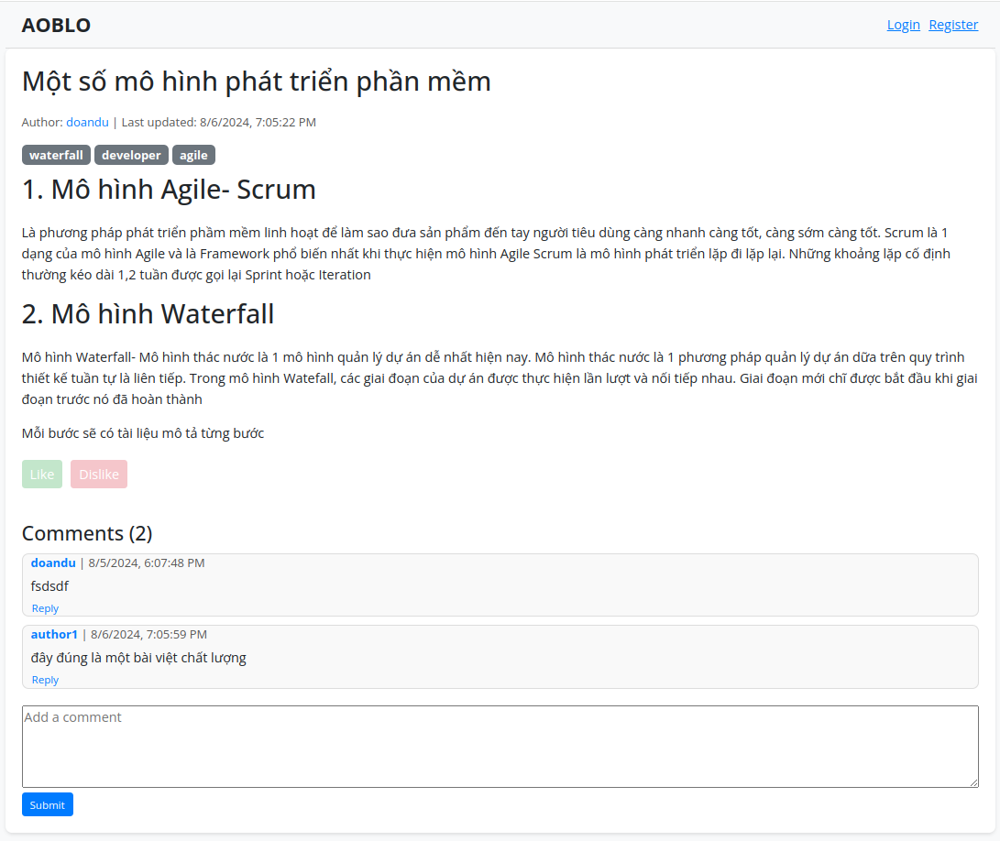 AOBLO
Login Register
Một số mô hình phát triển phần mềm
Author: doandu | Last updated: 8/6/2024, 7:05:22 PM
waterfall developer agile
1. Mô hình Agile- Scrum
Là phương pháp phát triển phầm mềm linh hoạt để làm sao đưa sản phẩm đến tay người tiêu dùng càng nhanh càng tốt, càng sớm càng tốt. Scrum là 1
dạng của mô hình Agile và là Framework phổ biến nhất khi thực hiện mô hình Agile Scrum là mô hình phát triển lặp đi lặp lại. Những khoảng lặp cố định
thường kéo dài 1,2 tuần được gọi lại Sprint hoặc Iteration
2. Mô hình Waterfall
Mô hình Waterfall- Mô hình thác nước là 1 mô hình quản lý dự án dễ nhất hiện nay. Mô hình thác nước là 1 phương pháp quản lý dự án dữa trên quy trình
thiết kế tuần tự là liên tiếp. Trong mô hình Watefall, các giai đoạn của dự án được thực hiện lần lượt và nối tiếp nhau. Giai đoạn mới chĩ được bắt đầu khi giai
đoạn trước nó đã hoàn thành
Mỗi bước sẽ có tài liệu mô tả từng bước
Like Dislike
Comments (2)
doandu | 8/5/2024, 6:07:48 PM
fsdsdf
Reply
author1 | 8/6/2024, 7:05:59 PM
đây đúng là một bài việt chất lượng
Reply
Add a comment
Submit